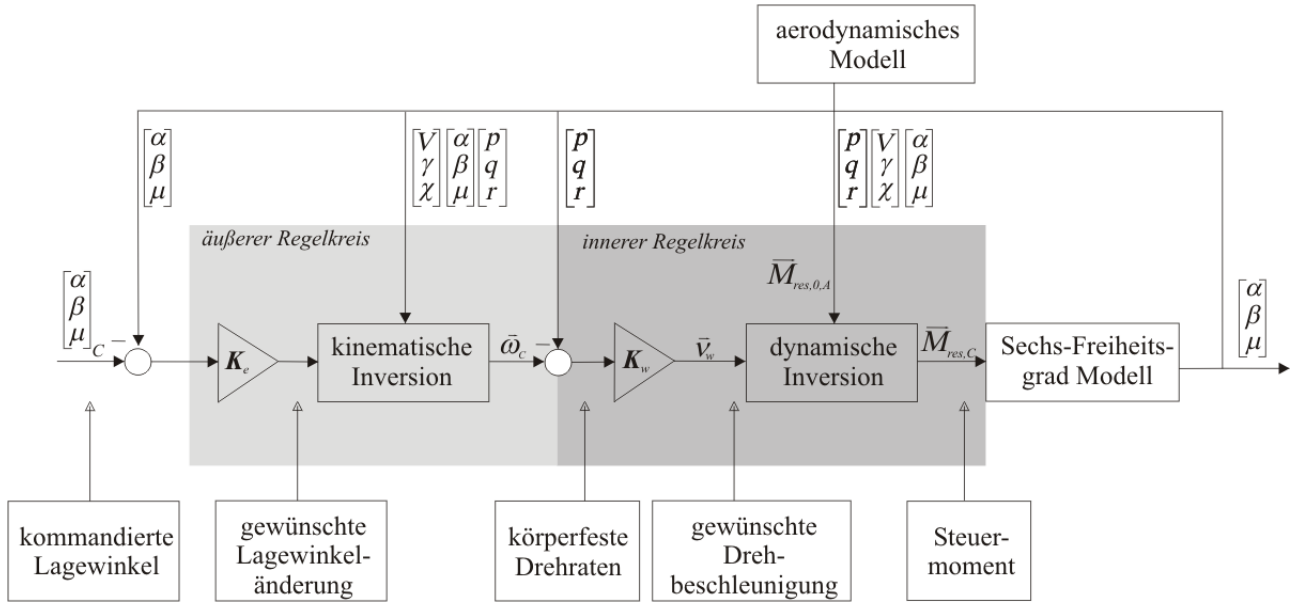 aerodynamisches
Modell
[α β μ]
[V γ χ] [α β μ] [p q r]
[p q r]
[p q r] [V γ χ] [α β μ]
äußerer Regelkreis
innerer Regelkreis
M res,0,A
[α β μ] C
−
K e
kinematische
Inversion
ω c
−
K w
ν w
dynamische
Inversion
M res,C
Sechs-Freiheits-
grad Modell
[α β μ]
kommandierte
Lagewinkel
gewünschte
Lagewinkel-
änderung
körperfeste
Drehraten
gewünschte
Dreh-
beschleunigung
Steuer-
moment